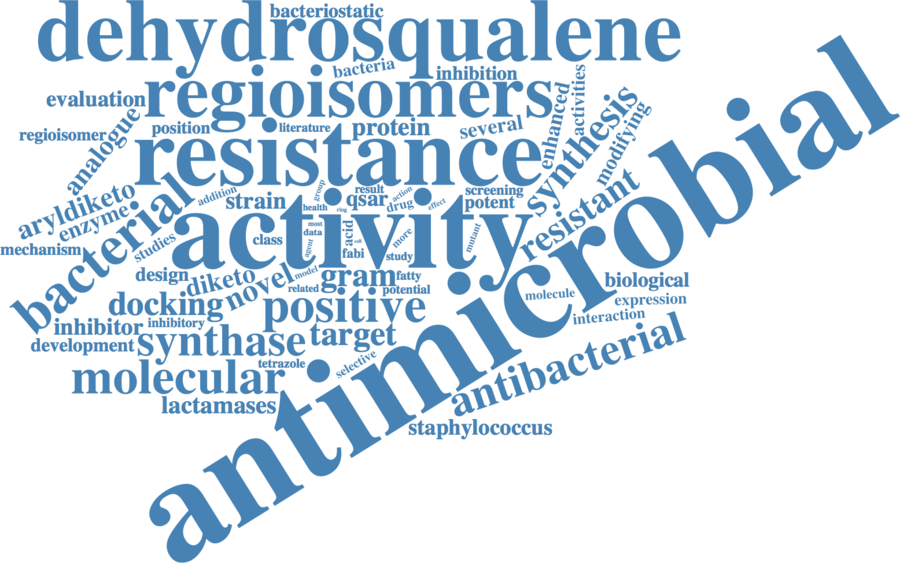 bacteriostatic
dehydrosqualene
bacteria
inhibition
evaluation
regioisomers
enhanced
activities
regioisomer
analogue
position
literature
protein
several
synthesis
modifying
resistance
aryldiketo
enzyme
bacterial
addition
strain
group
health
result
ring
qsar
action
drug
effect
screening
potent
resistant
antimicrobial
mechanism
studies
activity
class
most
data
agent
acid
cell
fabi
more
study
mutant
design
diketo
novel
model
related
gram
fatty
potential
biological
molecule
expression
interaction
docking
positive
inhibitor
inhibitory
development
synthase
target
tetrazole
selective
molecular
lactamases
antibacterial
staphylococcus